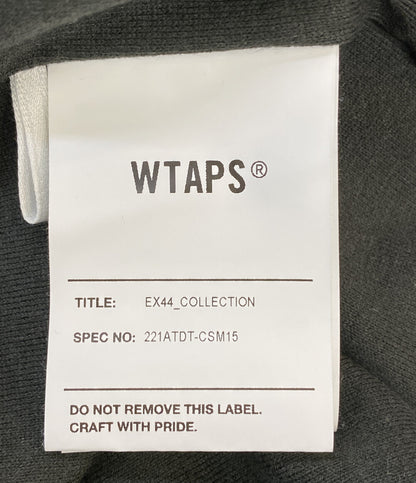 WTAPS®
TITLE: EX44_COLLECTION
SPEC NO: 221ATDT-CSM15
DO NOT REMOVE THIS LABEL.
CRAFT WITH PRIDE.